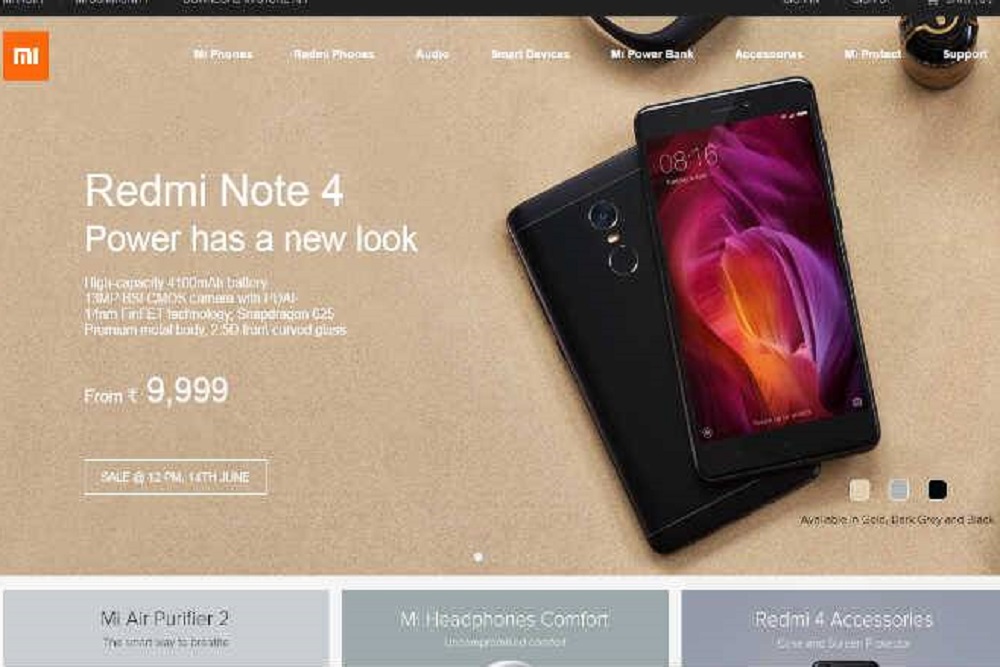 mi
Mi Phones Redmi Phones Audio Smart Devices Mi Power Bank Accessories Mi Protect Support
08:16
Redmi Note 4
Power has a new look
High-capacity 4100mAh battery
13MP BSI CMOS camera with PDAF
14nm FinFET technology, Snapdragon 625
Premium metal body, 2.5D front curved glass
From ₹ 9,999
SALE @ 12 PM, 14TH JUNE
Available in Gold, Dark Grey and Black
Mi Air Purifier 2
The smart way to breathe
Mi Headphones Comfort
Uncompromised comfort
Redmi 4 Accessories
Case and Screen Protector